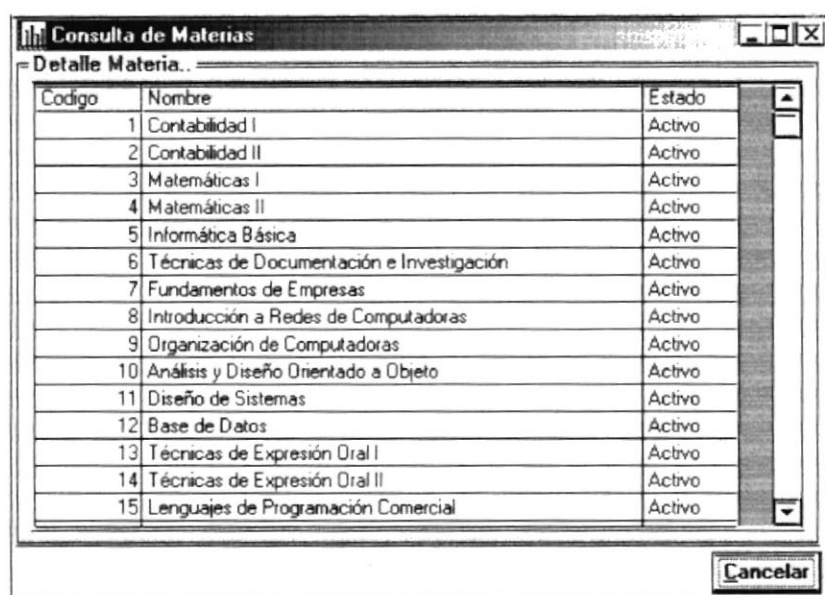 Consulta de Materias
Detalle Materia..
Codigo Nombre Estado
1 Contabilidad I Activo
2 Contabilidad II Activo
3 Matemáticas I Activo
4 Matemáticas II Activo
5 Informática Básica Activo
6 Técnicas de Documentación e Investigación Activo
7 Fundamentos de Empresas Activo
8 Introducción a Redes de Computadoras Activo
9 Organización de Computadoras Activo
10 Análisis y Diseño Orientado a Objeto Activo
11 Diseño de Sistemas Activo
12 Base de Datos Activo
13 Técnicas de Expresión Oral I Activo
14 Técnicas de Expresión Oral II Activo
15 Lenguajes de Programación Comercial Activo
Cancelar